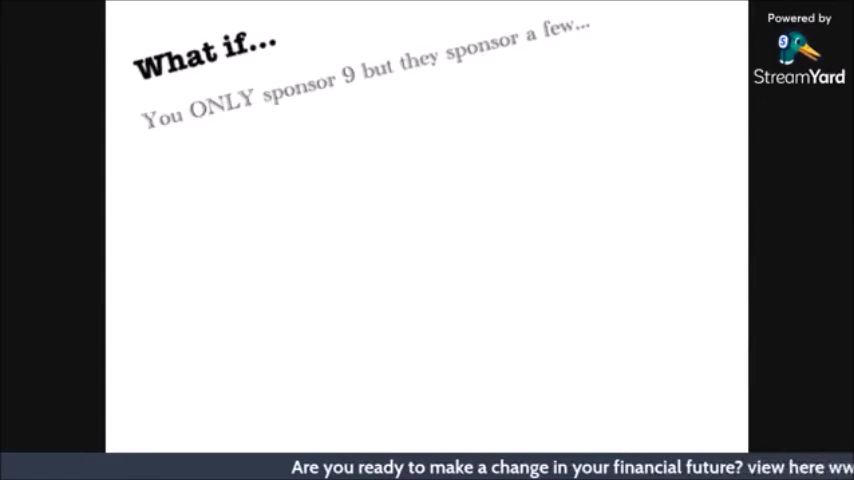 What if...
You ONLY sponsor 9 but they sponsor a few...
Powered by
StreamYard
Are you ready to make a change in your financial future? view here ww